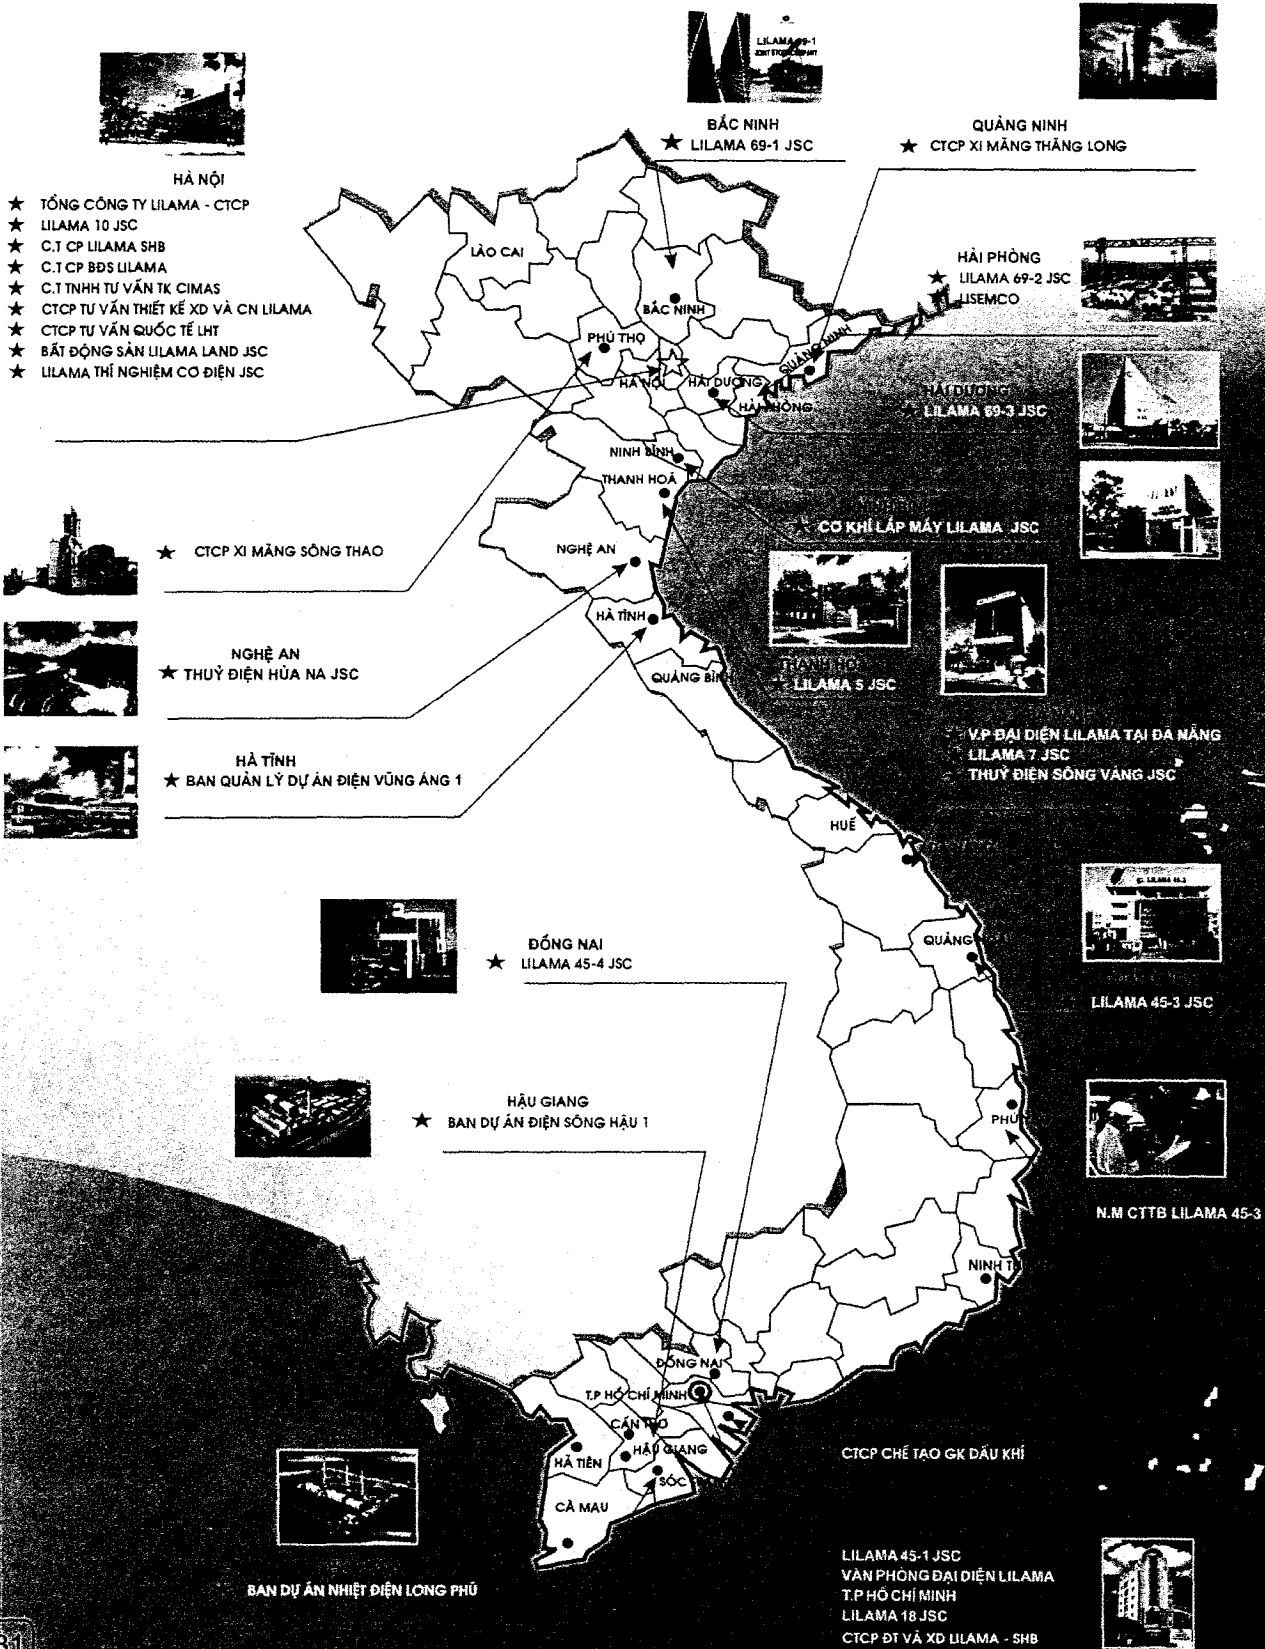 LILAMA 69-1
JOINT STOCK COMPANY
BẮC NINH
LILAMA 69-1 JSC
QUẢNG NINH
CTCP XI MĂNG THĂNG LONG
HÀ NỘI
TỔNG CÔNG TY LILAMA - CTCP
LILAMA 10 JSC
C.T CP LILAMA SHB
C.T CP BĐS LILAMA
C.T TNHH TƯ VẤN TK CIMAS
CTCP TƯ VẤN THIẾT KẾ XD VÀ CN LILAMA
CTCP TƯ VẤN QUỐC TẾ LHT
BẤT ĐỘNG SẢN LILAMA LAND JSC
LILAMA THÍ NGHIỆM CƠ ĐIỆN JSC
HẢI PHÒNG
LILAMA 69-2 JSC
LISEMCO
LÀO CAI
BẮC NINH
PHÚ THỌ
QUẢNG NINH
HÀ NỘI
HẢI DƯƠNG
HẢI PHÒNG
HẢI DƯƠNG
LILAMA 69-3 JSC
NINH BÌNH
THANH HOÁ
CƠ KHÍ LẮP MÁY LILAMA JSC
CTCP XI MĂNG SÔNG THAO
NGHỆ AN
HÀ TĨNH
NGHỆ AN
THUỶ ĐIỆN HỦA NA JSC
QUẢNG BÌNH
THANH HOÁ
LILAMA 5 JSC
V.P ĐẠI DIỆN LILAMA TẠI ĐÀ NẴNG
LILAMA 7 JSC
THUỶ ĐIỆN SÔNG VÀNG JSC
HÀ TĨNH
BAN QUẢN LÝ DỰ ÁN ĐIỆN VŨNG ÁNG 1
HUẾ
LILAMA 45-3
QUẢNG
ĐỒNG NAI
LILAMA 45-4 JSC
LILAMA 45-3 JSC
HẬU GIANG
BAN DỰ ÁN ĐIỆN SÔNG HẬU 1
PHÚ
N.M CTTB LILAMA 45-3
NINH T
ĐỒNG NAI
T.P HỒ CHÍ MINH
CẦN THƠ
HẬU GIANG
HÀ TIÊN
SÓC
CÀ MAU
CTCP CHẾ TẠO GK DẦU KHÍ
BAN DỰ ÁN NHIỆT ĐIỆN LONG PHÚ
LILAMA 45-1 JSC
VĂN PHÒNG ĐẠI DIỆN LILAMA
T.P HỒ CHÍ MINH
LILAMA 18 JSC
CTCP ĐT VÀ XD LILAMA - SHB